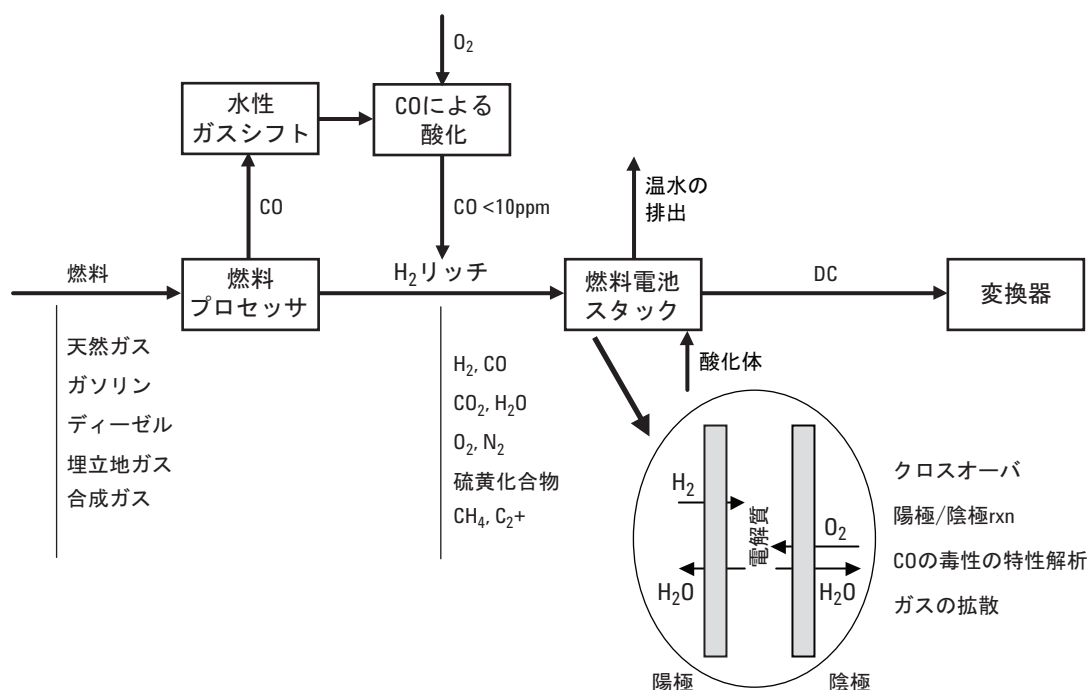 O₂
水性
ガスシフト
COによる
酸化
CO
CO <10ppm
温水の
排出
燃料
燃料
プロセッサ
H₂リッチ
燃料電池
スタック
DC
変換器
天然ガス
ガソリン
ディーゼル
埋立地ガス
合成ガス
H₂, CO
CO₂, H₂O
O₂, N₂
硫黄化合物
CH₄, C₂+
酸化体
H₂
電解質
O₂
H₂O
H₂O
陽極
陰極
クロスオーバ
陽極/陰極rxn
COの毒性の特性解析
ガスの拡散